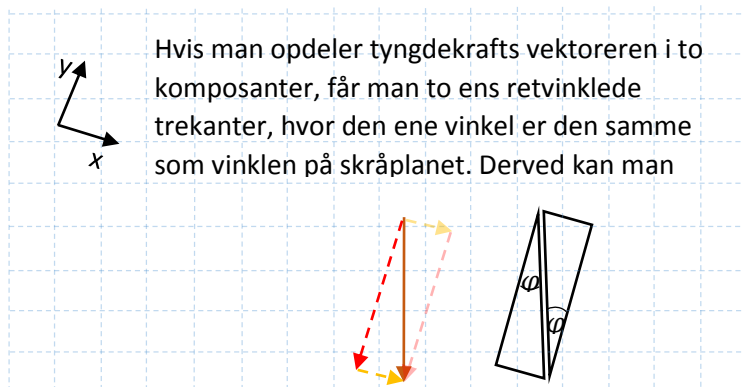 y
x
Hvis man opdeler tyngdekrafts vektoreren i to
komposanter, får man to ens retvinklede
trekanter, hvor den ene vinkel er den samme
som vinklen på skråplanet. Derved kan man
φ
φ